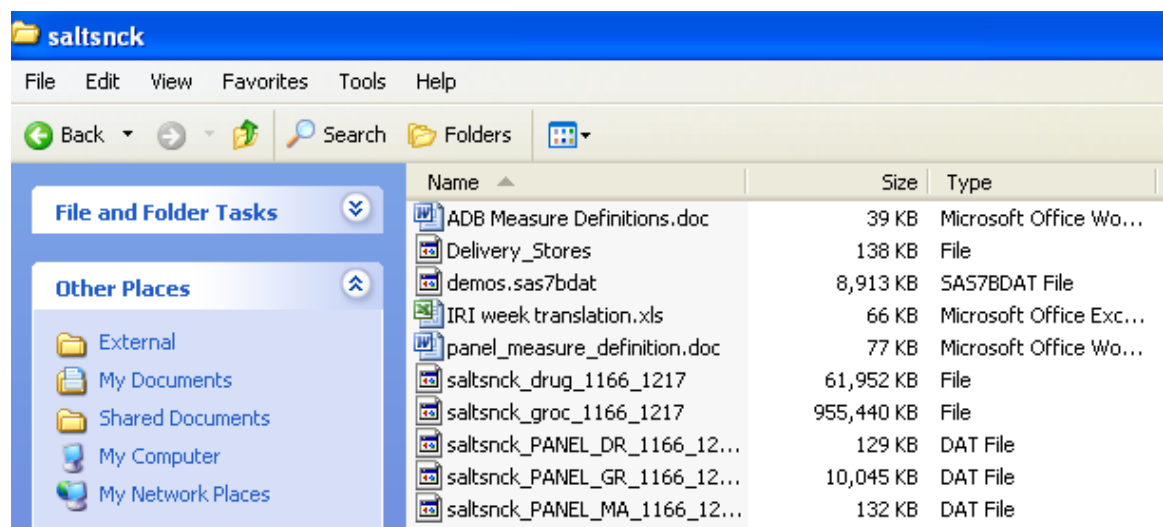 saltsnck
File Edit View Favorites Tools Help
Back Search Folders
Name Size Type
File and Folder Tasks
Other Places
External
My Documents
Shared Documents
My Computer
My Network Places
ADB Measure Definitions.doc 39 KB Microsoft Office Wo...
Delivery_Stores 138 KB File
demos.sas7bdat 8,913 KB SAS7BDAT File
IRI week translation.xls 66 KB Microsoft Office Exc...
panel_measure_definition.doc 77 KB Microsoft Office Wo...
saltsnck_drug_1166_1217 61,952 KB File
saltsnck_groc_1166_1217 955,440 KB File
saltsnck_PANEL_DR_1166_12... 129 KB DAT File
saltsnck_PANEL_GR_1166_12... 10,045 KB DAT File
saltsnck_PANEL_MA_1166_12... 132 KB DAT File